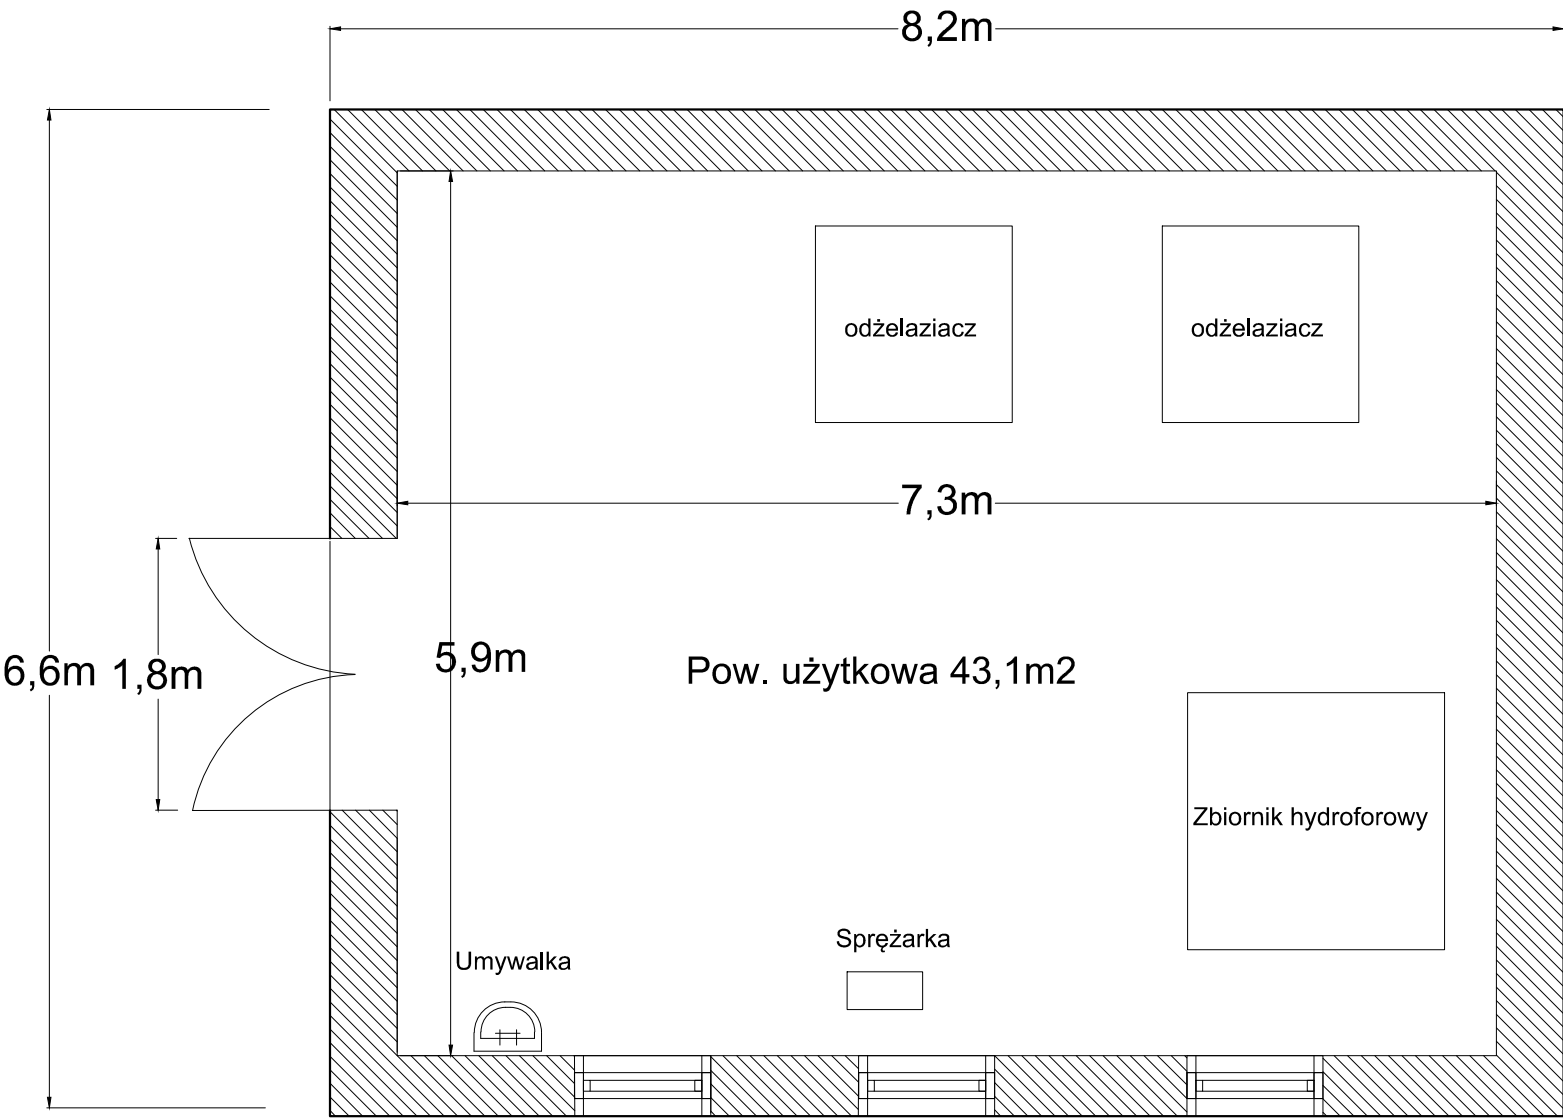 8,2m
odżelaziacz
odżelaziacz
7,3m
6,6m
1,8m
5,9m
Pow. użytkowa 43,1m2
Zbiornik hydroforowy
Sprężarka
Umywalka